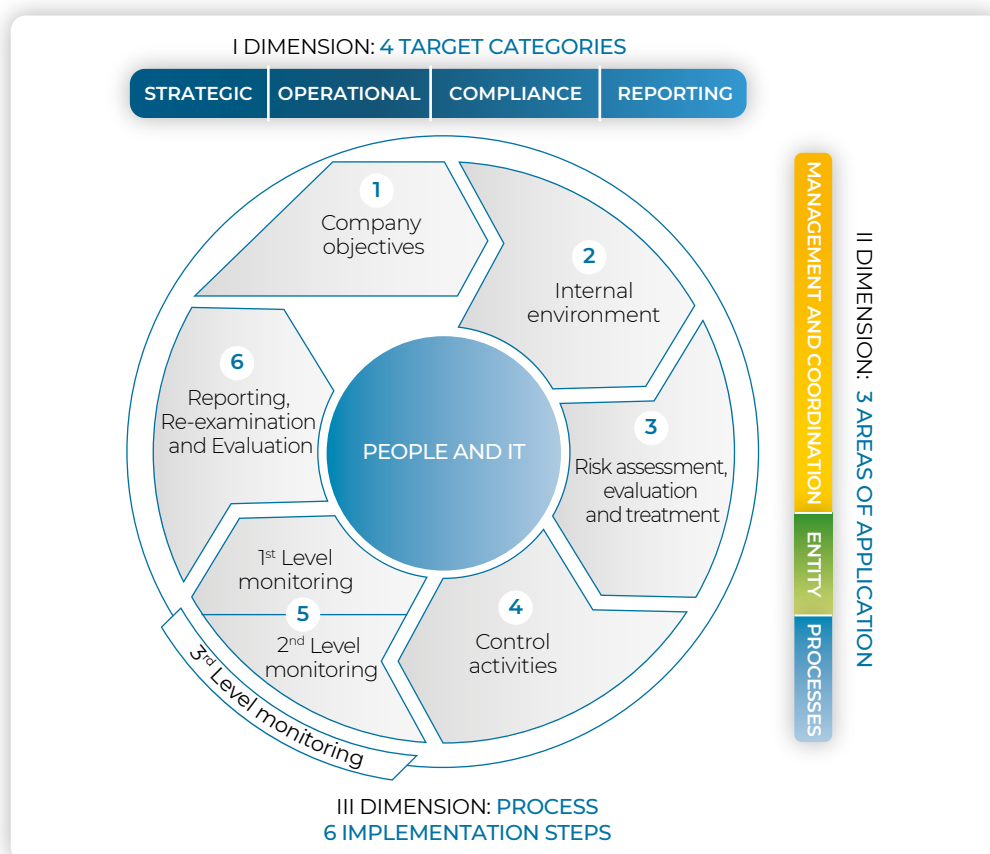 I DIMENSION: 4 TARGET CATEGORIES
STRATEGIC OPERATIONAL COMPLIANCE REPORTING
1
Company
objectives
2
Internal
environment
3
Risk assessment,
evaluation
and treatment
4
Control
activities
1st Level
monitoring
5
2nd Level
monitoring
3rd Level monitoring
6
Reporting,
Re-examination
and Evaluation
PEOPLE AND IT
MANAGEMENT AND COORDINATION
ENTITY
PROCESSES
II DIMENSION: 3 AREAS OF APPLICATION
III DIMENSION: PROCESS
6 IMPLEMENTATION STEPS